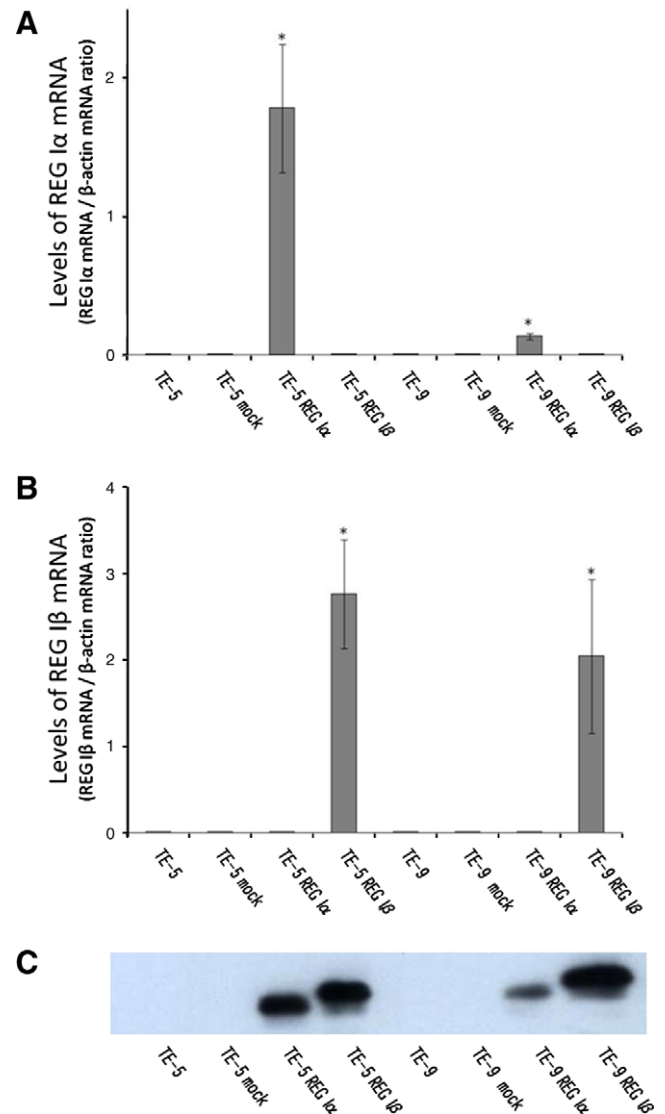 A
Levels of REG Iα mRNA
(REG Iα mRNA / β-actin mRNA ratio)
2
1
0
*
*
TE-5
TE-5 mock
TE-5 REG Iα
TE-5 REG Iβ
TE-9
TE-9 mock
TE-9 REG Iα
TE-9 REG Iβ
B
Levels of REG Iβ mRNA
(REG Iβ mRNA / β-actin mRNA ratio)
4
3
2
1
0
*
*
TE-5
TE-5 mock
TE-5 REG Iα
TE-5 REG Iβ
TE-9
TE-9 mock
TE-9 REG Iα
TE-9 REG Iβ
C
TE-5
TE-5 mock
TE-5 REG Iα
TE-5 REG Iβ
TE-9
TE-9 mock
TE-9 REG Iα
TE-9 REG Iβ